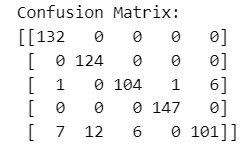 Confusion Matrix:
[[132 0 0 0 0]
[ 0 124 0 0 0]
[ 1 0 104 1 6]
[ 0 0 0 147 0]
[ 7 12 6 0 101]]